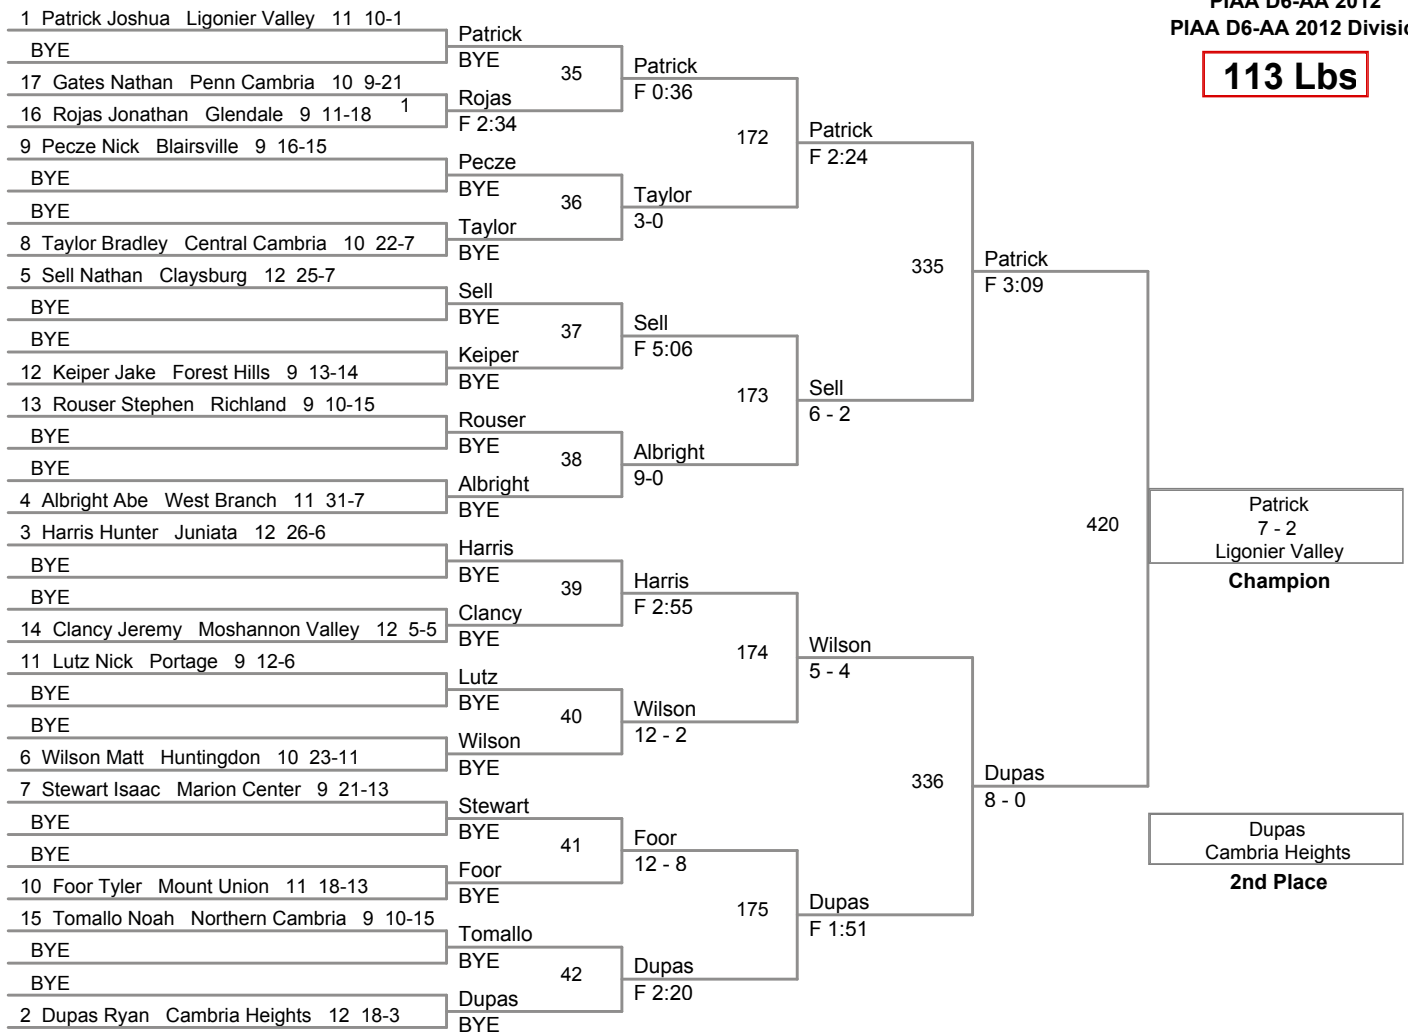 PIAA D6-AA 2012
PIAA D6-AA 2012 Divisio
113 Lbs
1 Patrick Joshua Ligonier Valley 11 10-1
BYE
17 Gates Nathan Penn Cambria 10 9-21
16 Rojas Jonathan Glendale 9 11-18 1
9 Pecze Nick Blairsville 9 16-15
BYE
BYE
8 Taylor Bradley Central Cambria 10 22-7
5 Sell Nathan Claysburg 12 25-7
BYE
BYE
12 Keiper Jake Forest Hills 9 13-14
13 Rouser Stephen Richland 9 10-15
BYE
BYE
4 Albright Abe West Branch 11 31-7
3 Harris Hunter Juniata 12 26-6
BYE
BYE
14 Clancy Jeremy Moshannon Valley 12 5-5
11 Lutz Nick Portage 9 12-6
BYE
BYE
6 Wilson Matt Huntingdon 10 23-11
7 Stewart Isaac Marion Center 9 21-13
BYE
BYE
10 Foor Tyler Mount Union 11 18-13
15 Tomallo Noah Northern Cambria 9 10-15
BYE
BYE
2 Dupas Ryan Cambria Heights 12 18-3
Patrick
BYE
35
Rojas
F 2:34
Pecze
BYE
36
Taylor
BYE
Sell
BYE
37
Keiper
BYE
Rouser
BYE
38
Albright
BYE
Harris
BYE
39
Clancy
BYE
Lutz
BYE
40
Wilson
BYE
Stewart
BYE
41
Foor
BYE
Tomallo
BYE
42
Dupas
BYE
Patrick
F 0:36
172
Taylor
3-0
Sell
F 5:06
173
Albright
9-0
Harris
F 2:55
174
Wilson
12 - 2
Foor
12 - 8
175
Dupas
F 2:20
Patrick
F 2:24
335
Sell
6 - 2
Wilson
5 - 4
336
Dupas
F 1:51
Patrick
F 3:09
420
Dupas
8 - 0
Patrick
7 - 2
Ligonier Valley
Champion
Dupas
Cambria Heights
2nd Place